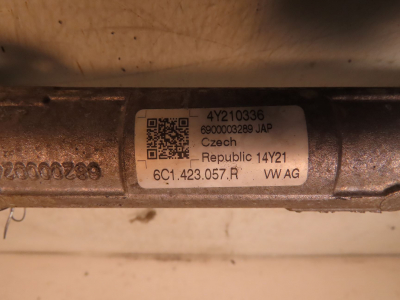 4Y210336
6900003289 JAP
Czech
Republic 14Y21
6C1.423.057.R VW AG